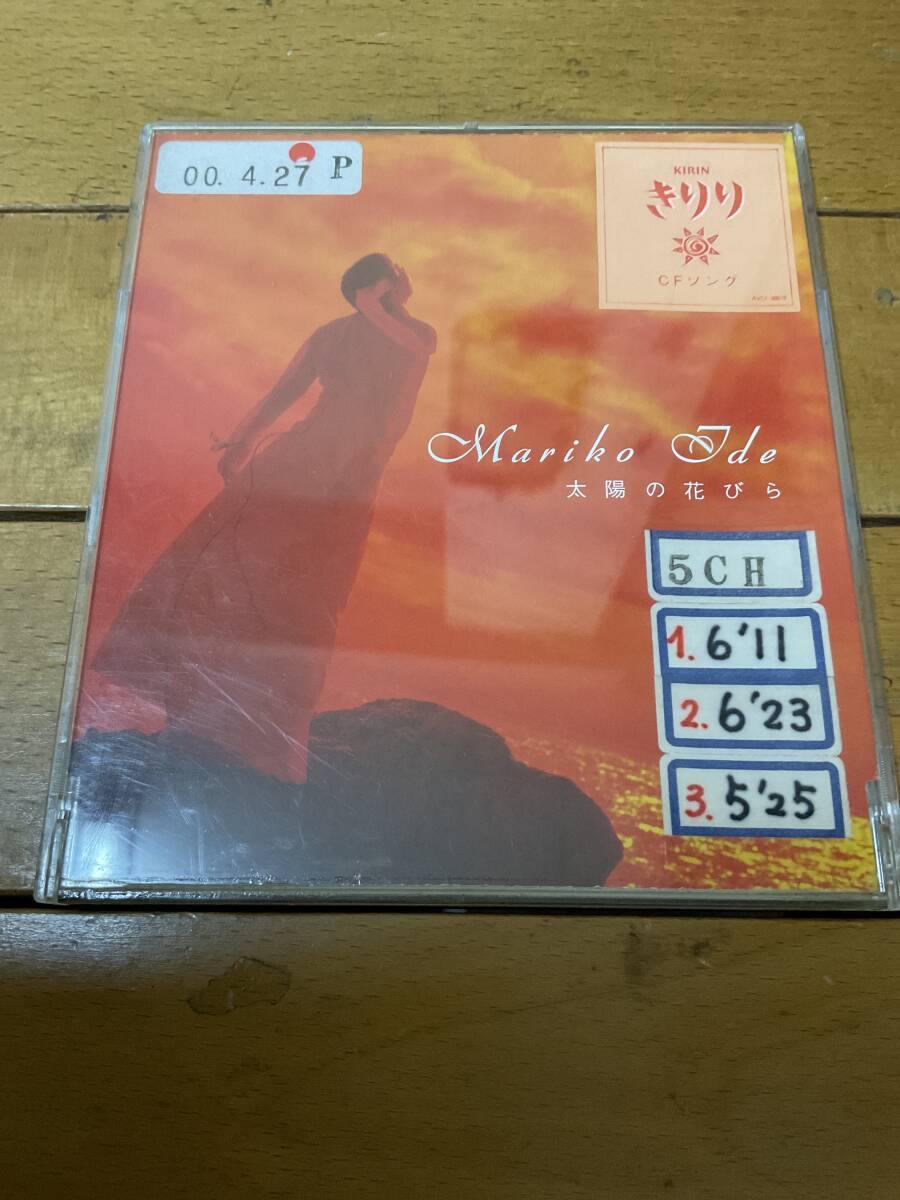 00. 4.27 P
KIRIN
きりり
CFソング
Mariko Ide
太陽の花びら
5CH
1. 6'11
2. 6'23
3. 5'25